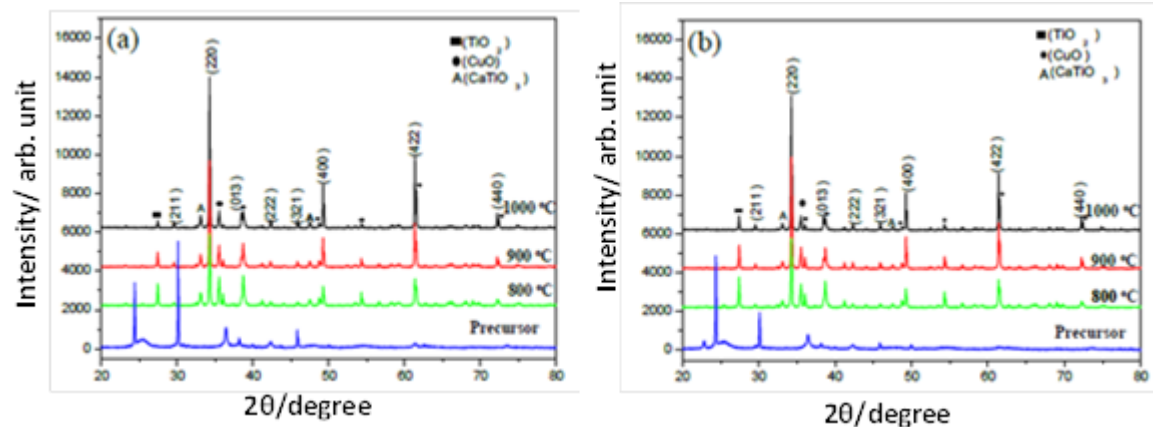 (a)
■(TiO2)
●(CuO)
A(CaTiO3)
Intensity/ arb. unit
16000
14000
12000
10000
8000
6000
4000
2000
0
(211)
(220)
A
(013)
(222)
(321)
(400)
(422)
(440)
1000 °C
900 °C
800 °C
Precursor
20 30 40 50 60 70 80
2θ/degree
(b)
■(TiO2)
•(CuO)
A(CaTiO3)
Intensity/ arb. unit
16000
14000
12000
10000
8000
6000
4000
2000
0
(211)
(220)
A
(013)
(222)
(321)
(400)
(422)
(440)
1000 °C
900 °C
800 °C
Precursor
20 30 40 50 60 70 80
2θ/degree